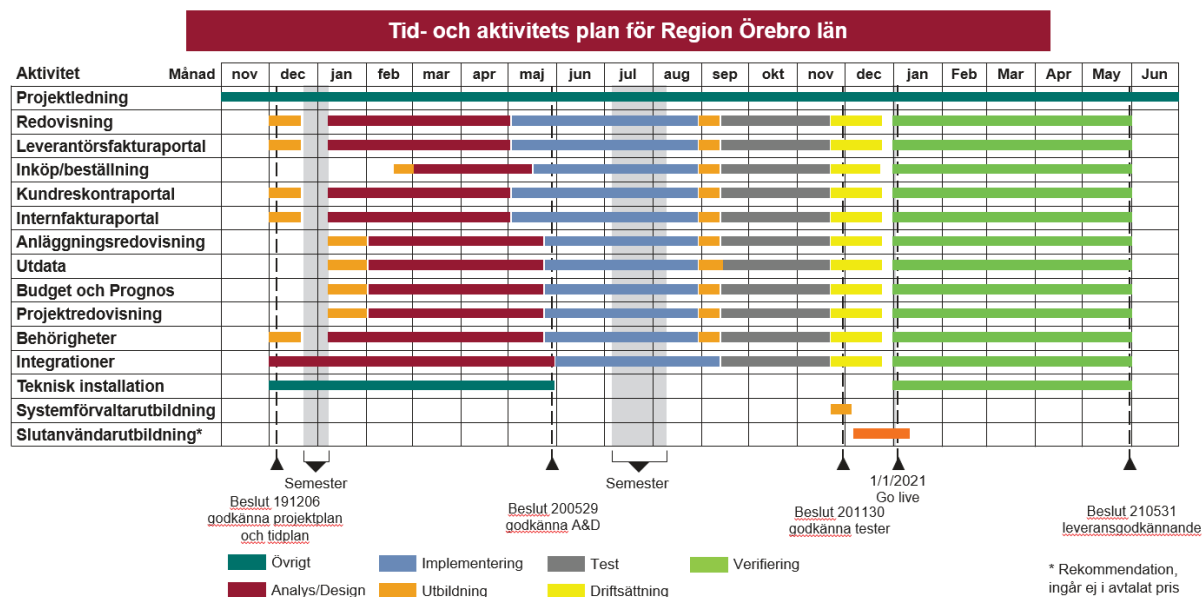 Tid- och aktivitets plan för Region Örebro län
Aktivitet Månad nov dec jan feb mar apr maj jun jul aug sep okt nov dec jan Feb Mar Apr May Jun
Projektledning
Redovisning
Leverantörsfakturaportal
Inköp/beställning
Kundreskontraportal
Internfakturaportal
Anläggningsredovisning
Utdata
Budget och Prognos
Projektredovisning
Behörigheter
Integrationer
Teknisk installation
Systemförvaltarutbildning
Slutanvändarutbildning*
Semester
Beslut 191206
godkänna projektplan
och tidplan
Beslut 200529
godkänna A&D
Semester
Beslut 201130
godkänna tester
1/1/2021
Go live
Beslut 210531
leveransgodkännande
Övrigt
Implementering
Test
Verifiering
Analys/Design
Utbildning
Driftsättning
* Rekommendation,
ingår ej i avtalat pris